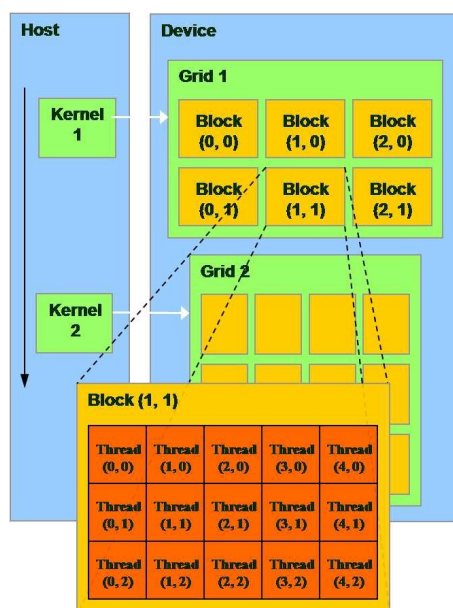 Host
Device
Grid 1
Kernel
1
Block
(0, 0)
Block
(1, 0)
Block
(2, 0)
Block
(0, 1)
Block
(1, 1)
Block
(2, 1)
Grid 2
Kernel
2
Block (1, 1)
Thread
(0, 0)
Thread
(1, 0)
Thread
(2, 0)
Thread
(3, 0)
Thread
(4, 0)
Thread
(0, 1)
Thread
(1, 1)
Thread
(2, 1)
Thread
(3, 1)
Thread
(4, 1)
Thread
(0, 2)
Thread
(1, 2)
Thread
(2, 2)
Thread
(3, 2)
Thread
(4, 2)